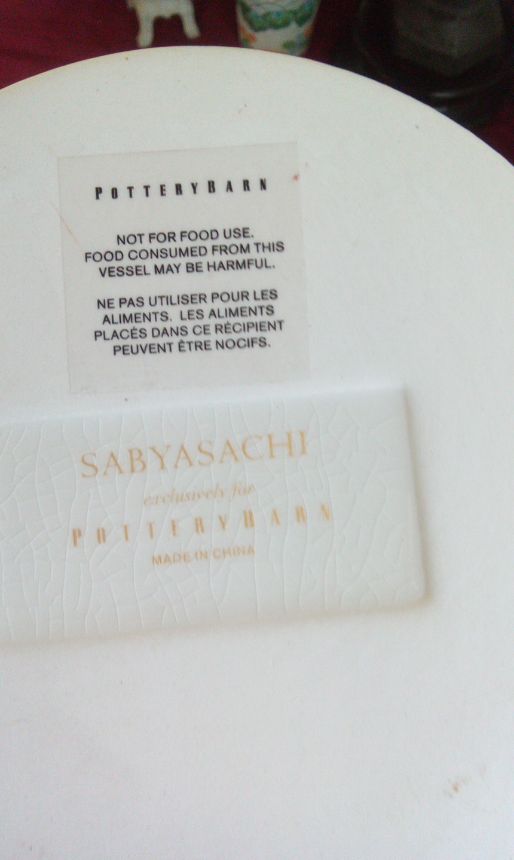 POTTERYBARN
NOT FOR FOOD USE.
FOOD CONSUMED FROM THIS
VESSEL MAY BE HARMFUL.
NE PAS UTILISER POUR LES
ALIMENTS. LES ALIMENTS
PLACÉS DANS CE RÉCIPIENT
PEUVENT ÊTRE NOCIFS.
SABYASACHI
exclusively for
POTTERYBARN
MADE IN CHINA